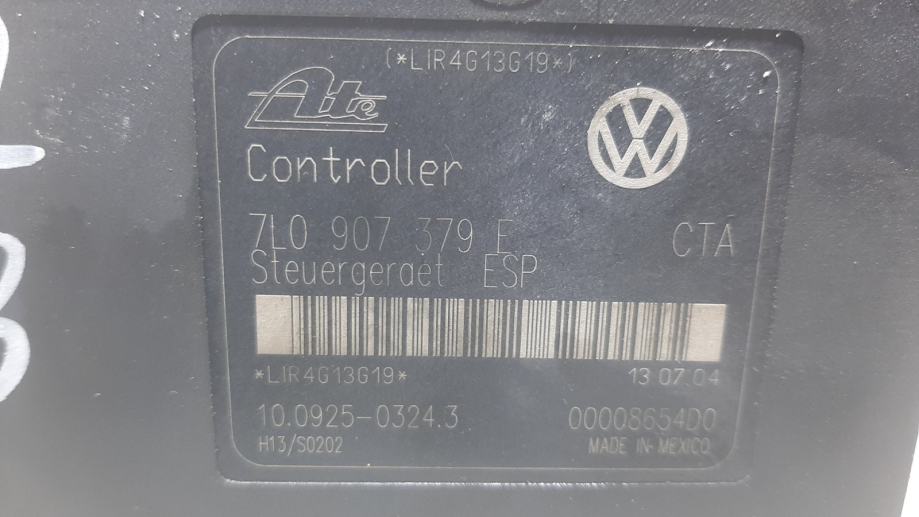 (*LIR4G13G19*)
Ate
VW
Controller
7L0 907 379 E CTA
Steuergeraet ESP
*LIR4G13G19* 13 07.04
10.0925-0324.3 00008654D0
H13/S0202 MADE IN MEXICO